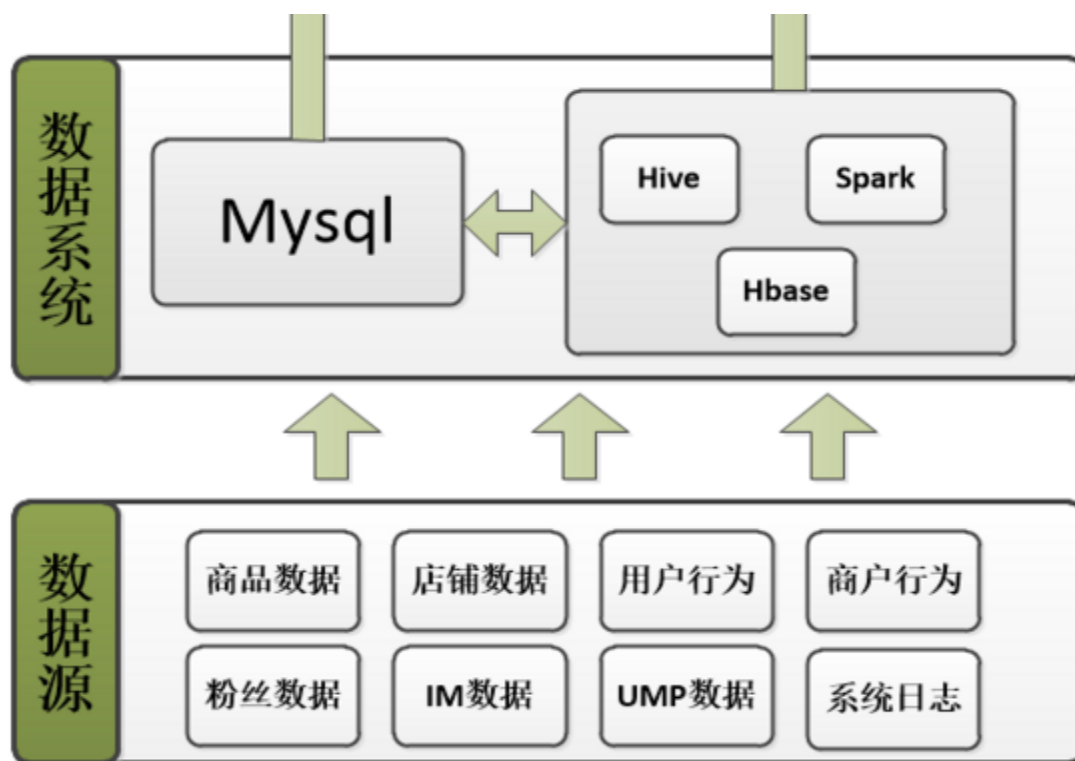 数据系统
Mysql
Hive
Spark
Hbase
数据源
商品数据
店铺数据
用户行为
商户行为
粉丝数据
IM数据
UMP数据
系统日志